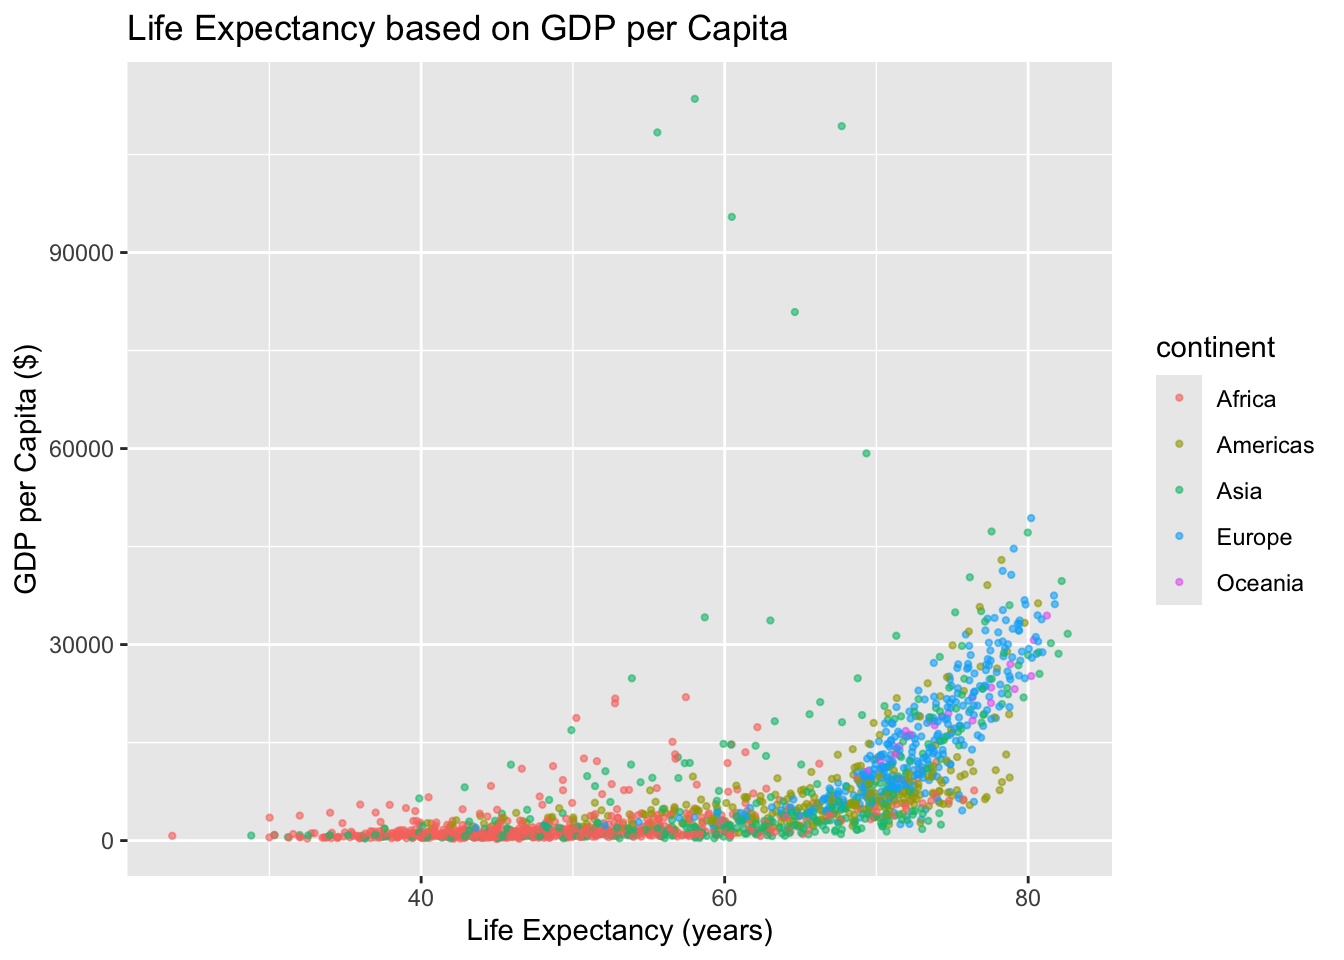 Life Expectancy based on GDP per Capita
GDP per Capita ($)
90000
60000
30000
0
40
60
80
Life Expectancy (years)
continent
Africa
Americas
Asia
Europe
Oceania